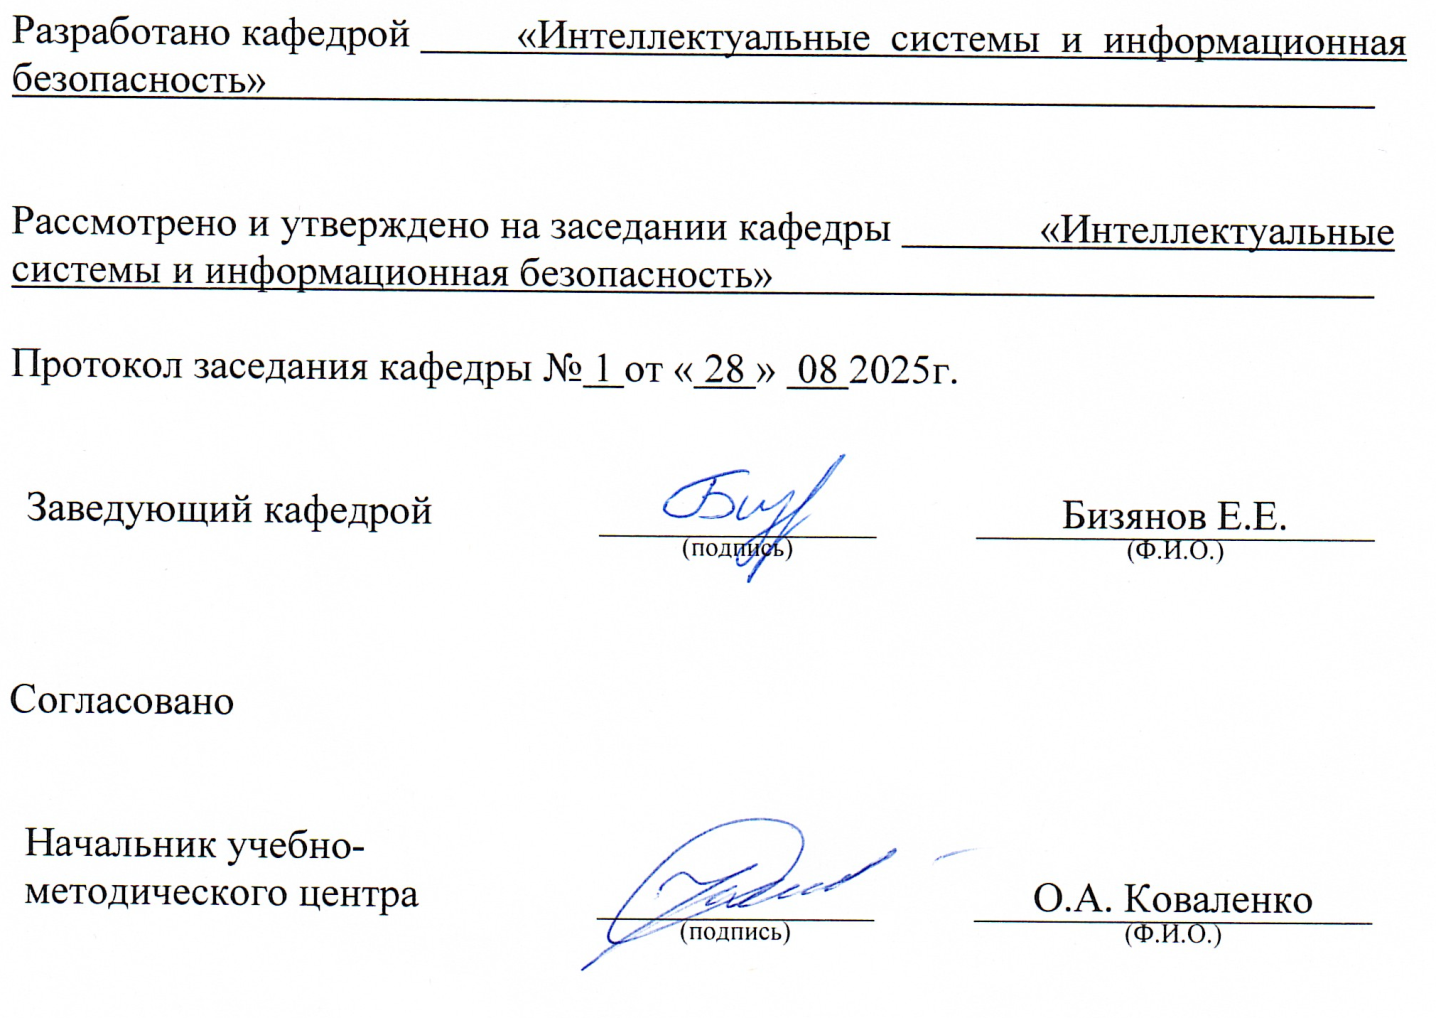 Разработано кафедрой «Интеллектуальные системы и информационная
безопасность»
Рассмотрено и утверждено на заседании кафедры «Интеллектуальные
системы и информационная безопасность»
Протокол заседания кафедры № 1 от « 28 » 08 2025г.
Заведующий кафедрой
Бизянов Е.Е.
(подпись)
(Ф.И.О.)
Согласовано
Начальник учебно-
методического центра
О.А. Коваленко
(подпись)
(Ф.И.О.)